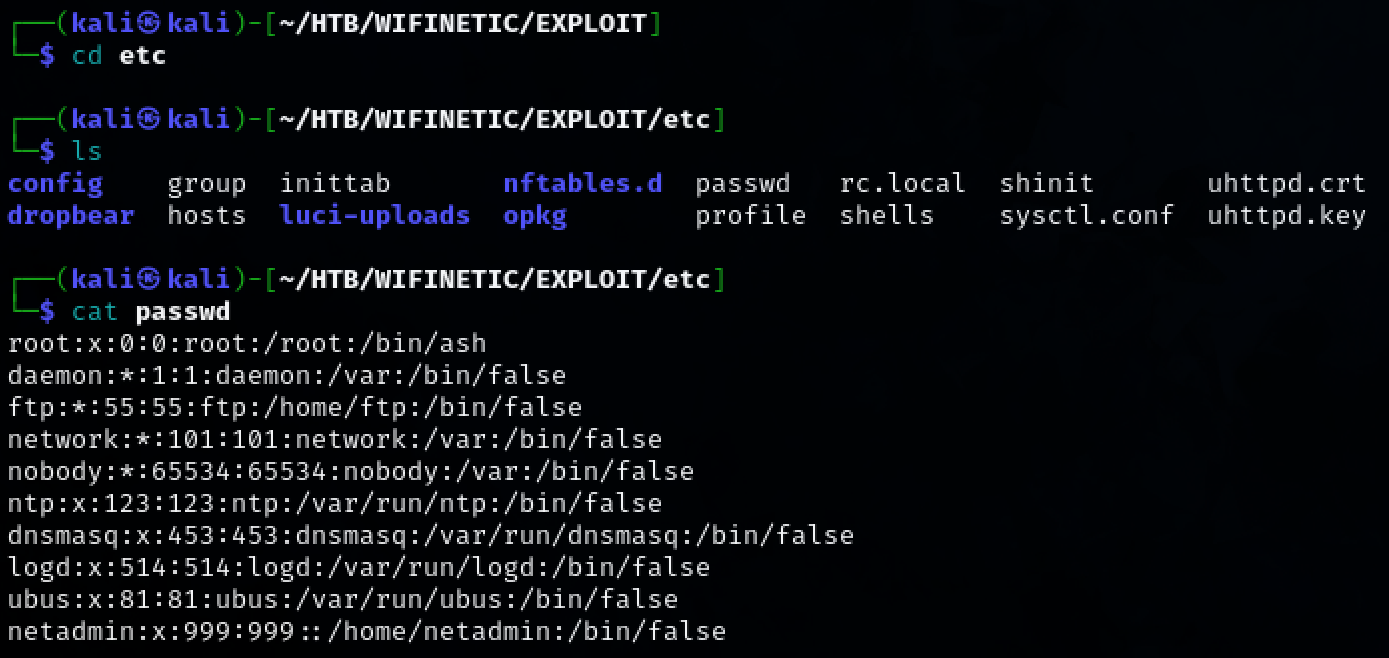 ┌──(kali㉿kali)-[~/HTB/WIFINETIC/EXPLOIT]
└─$ cd etc
┌──(kali㉿kali)-[~/HTB/WIFINETIC/EXPLOIT/etc]
└─$ ls
config    group  inittab       nftables.d  passwd   rc.local  shinit       uhttpd.crt
dropbear  hosts  luci-uploads  opkg        profile  shells    sysctl.conf  uhttpd.key
┌──(kali㉿kali)-[~/HTB/WIFINETIC/EXPLOIT/etc]
└─$ cat passwd
root:x:0:0:root:/root:/bin/ash
daemon:*:1:1:daemon:/var:/bin/false
ftp:*:55:55:ftp:/home/ftp:/bin/false
network:*:101:101:network:/var:/bin/false
nobody:*:65534:65534:nobody:/var:/bin/false
ntp:x:123:123:ntp:/var/run/ntp:/bin/false
dnsmasq:x:453:453:dnsmasq:/var/run/dnsmasq:/bin/false
logd:x:514:514:logd:/var/run/logd:/bin/false
ubus:x:81:81:ubus:/var/run/ubus:/bin/false
netadmin:x:999:999::/home/netadmin:/bin/false